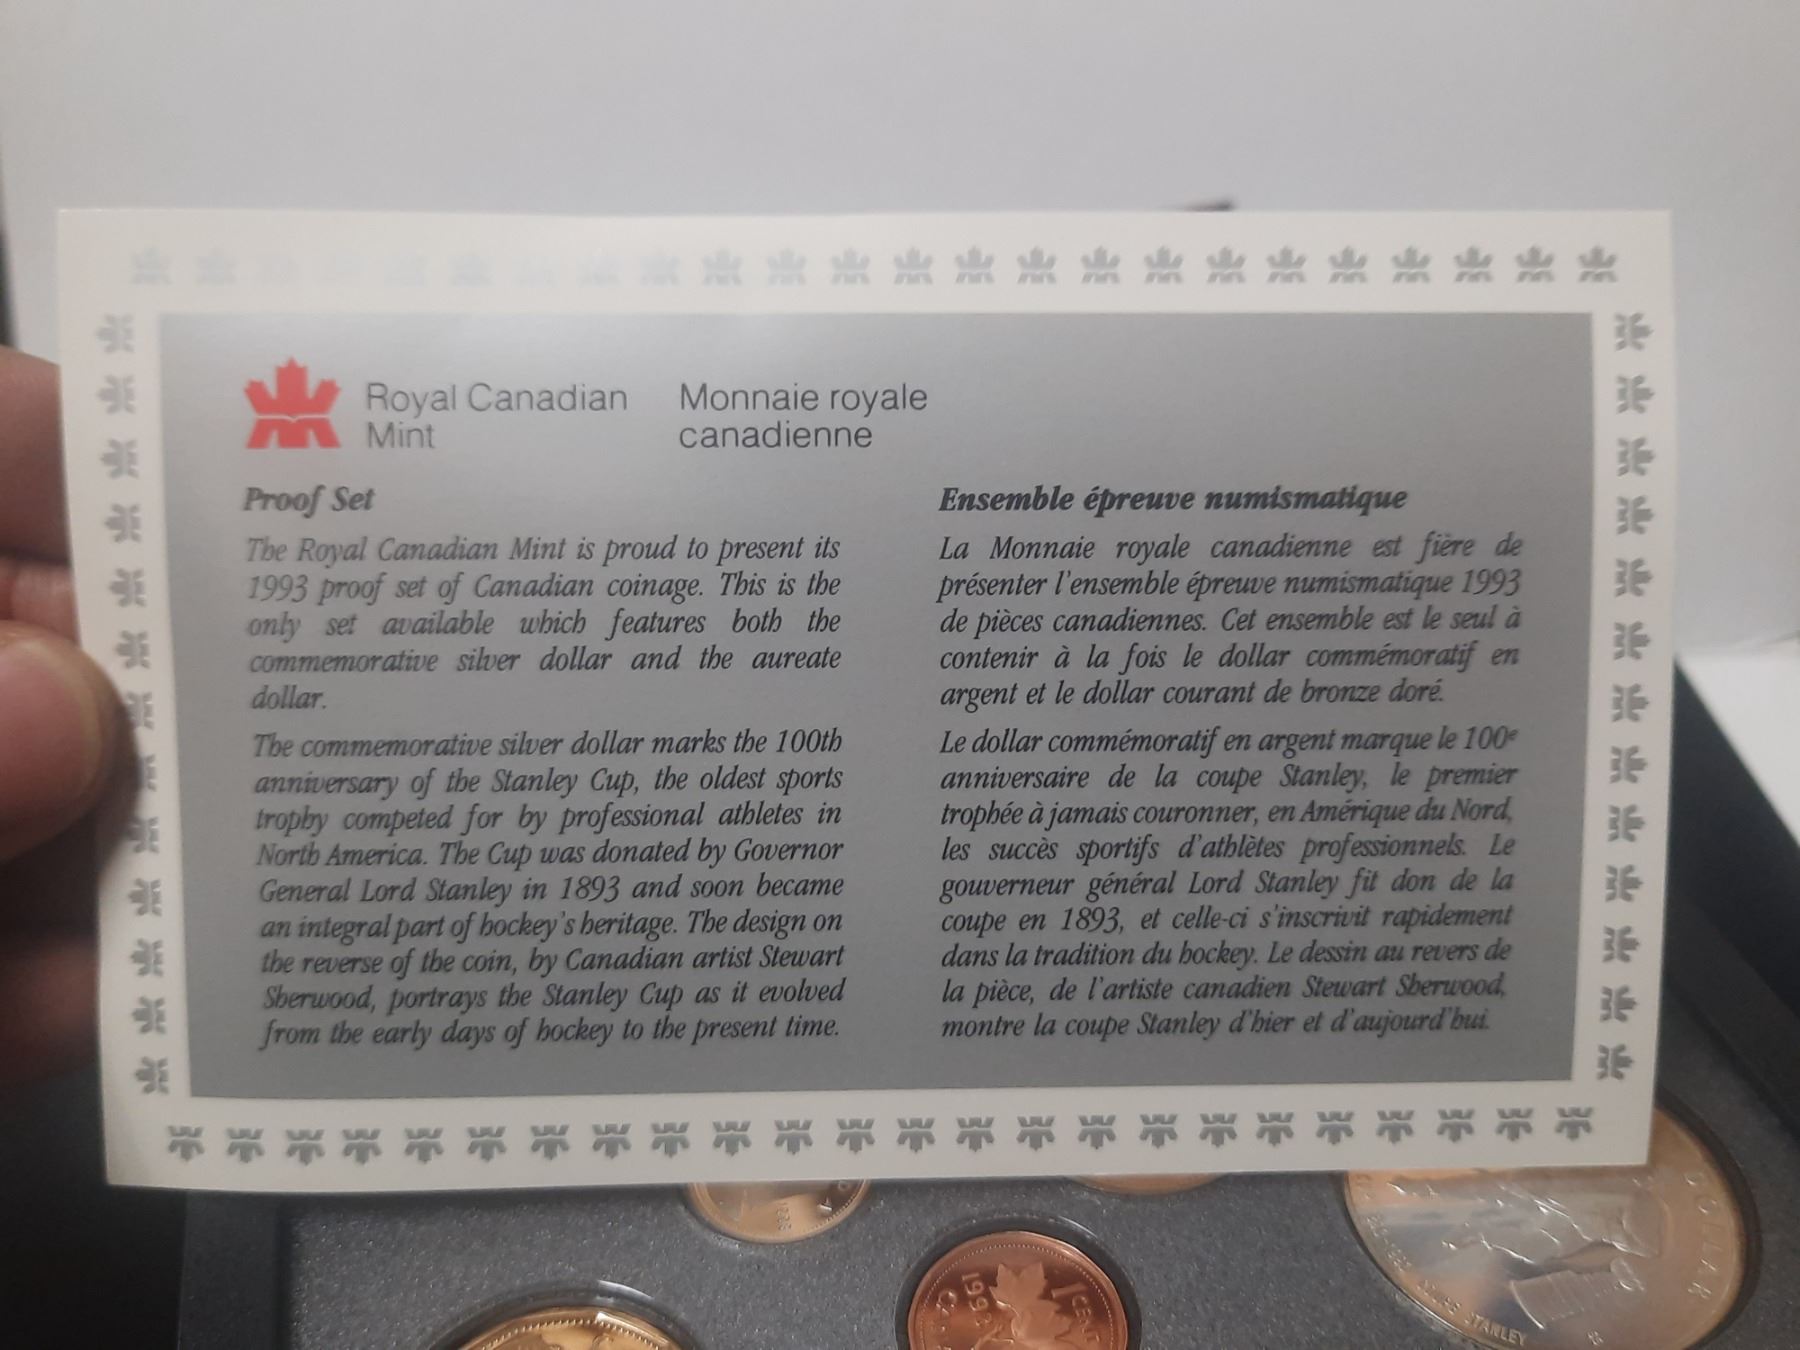 Royal Canadian
Mint
Monnaie royale
canadienne
Proof Set
The Royal Canadian Mint is proud to present its
1993 proof set of Canadian coinage. This is the
only set available which features both the
commemorative silver dollar and the aureate
dollar.
The commemorative silver dollar marks the 100th
anniversary of the Stanley Cup, the oldest sports
trophy competed for by professional athletes in
North America. The Cup was donated by Governor
General Lord Stanley in 1893 and soon became
an integral part of hockey's heritage. The design on
the reverse of the coin, by Canadian artist Stewart
Sherwood, portrays the Stanley Cup as it evolved
from the early days of hockey to the present time.
Ensemble épreuve numismatique
La Monnaie royale canadienne est fière de
présenter l'ensemble épreuve numismatique 1993
de pièces canadiennes. Cet ensemble est le seul à
contenir à la fois le dollar commémoratif en
argent et le dollar courant de bronze doré.
Le dollar commémoratif en argent marque le 100e
anniversaire de la coupe Stanley, le premier
trophée à jamais couronner, en Amérique du Nord,
les succès sportifs d'athlètes professionnels. Le
gouverneur général Lord Stanley fit don de la
coupe en 1893, et celle-ci s'inscrivit rapidement
dans la tradition du hockey. Le dessin au revers de
la pièce, de l'artiste canadien Stewart Sherwood,
montre la coupe Stanley d'hier et d'aujourd'hui.
1 CENT
DOLLAR
STANLEY